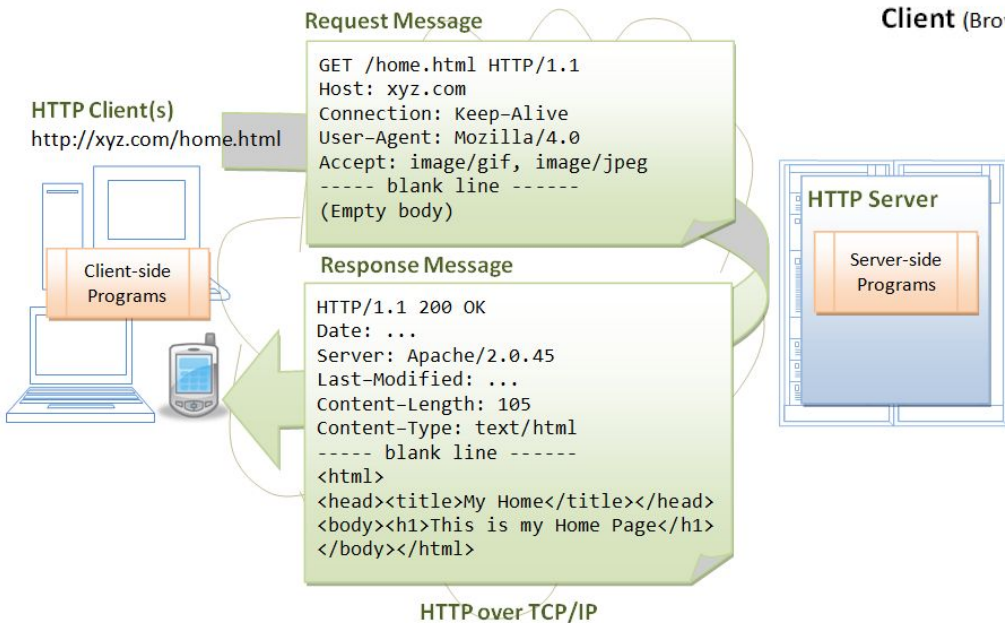 Request Message
Client (Bro
GET /home.html HTTP/1.1
Host: xyz.com
Connection: Keep-Alive
User-Agent: Mozilla/4.0
Accept: image/gif, image/jpeg
----- blank line ------
(Empty body)
HTTP Client(s)
http://xyz.com/home.html
Client-side
Programs
HTTP Server
Server-side
Programs
Response Message
HTTP/1.1 200 OK
Date: ...
Server: Apache/2.0.45
Last-Modified: ...
Content-Length: 105
Content-Type: text/html
----- blank line ------
<html>
<head><title>My Home</title></head>
<body><h1>This is my Home Page</h1>
</body></html>
HTTP over TCP/IP